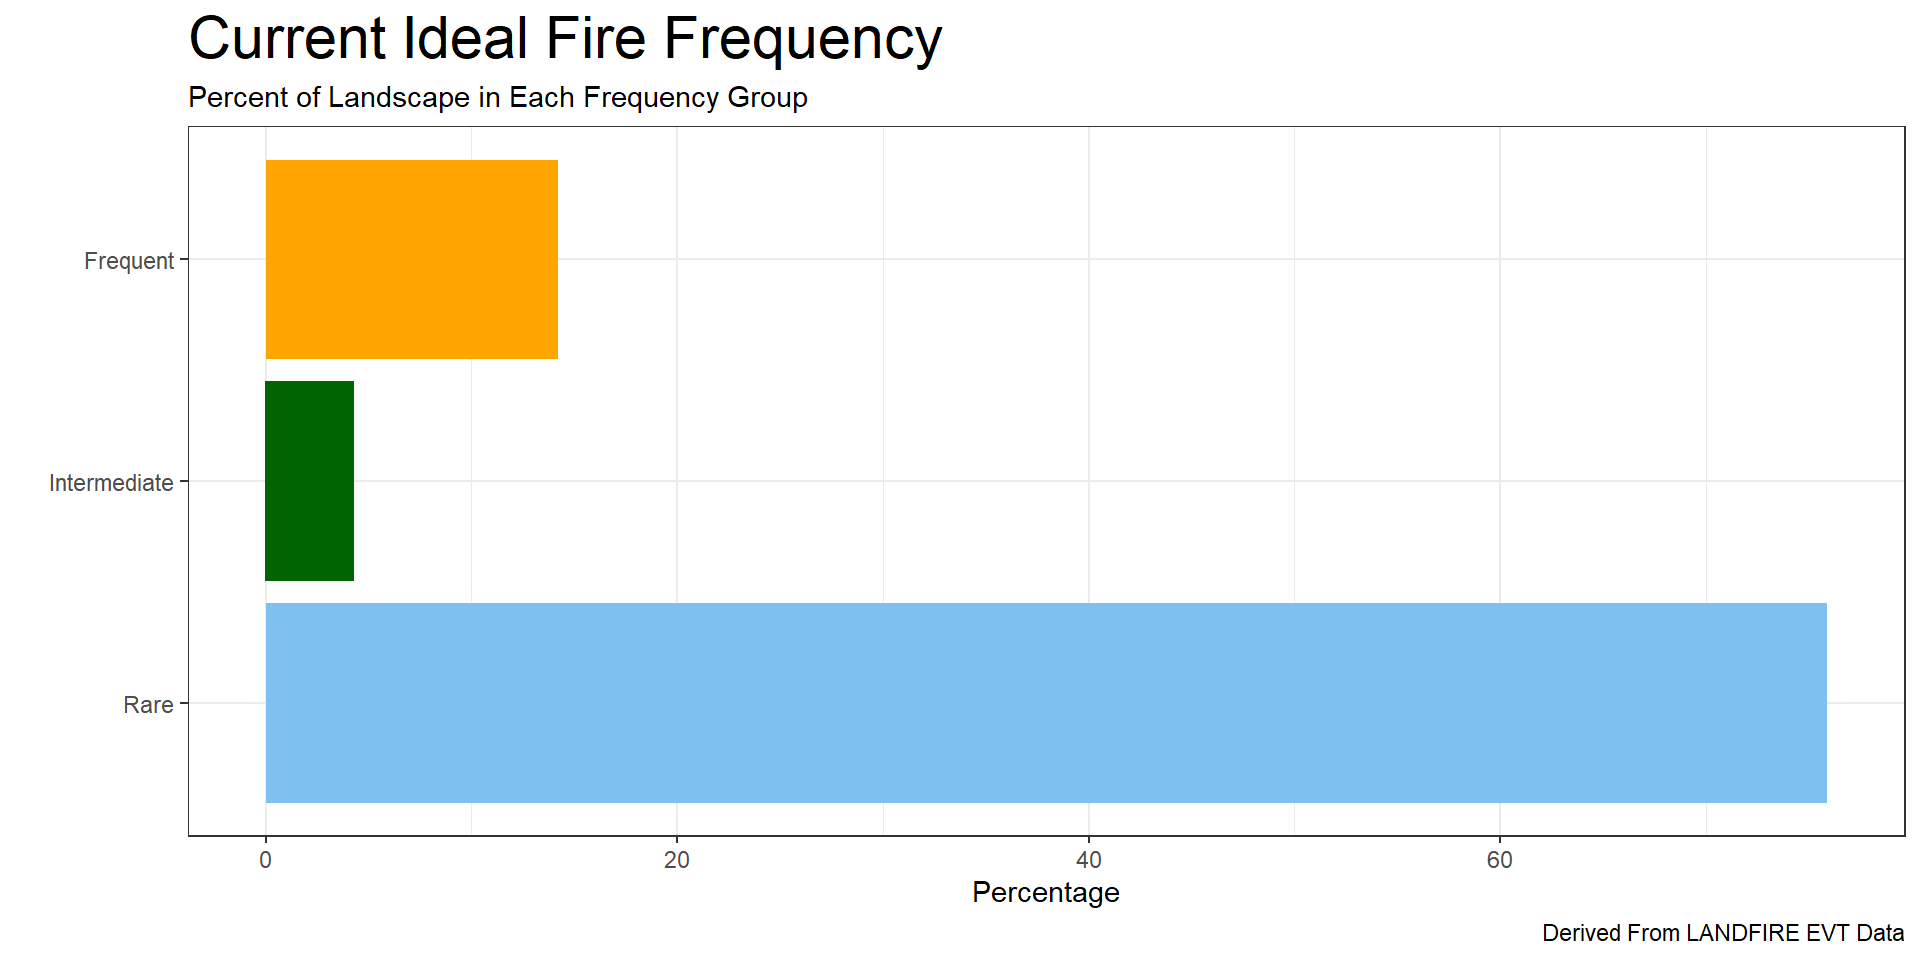 Current Ideal Fire Frequency
Percent of Landscape in Each Frequency Group
Frequent
Intermediate
Rare
0 20 40 60
Percentage
Derived From LANDFIRE EVT Data